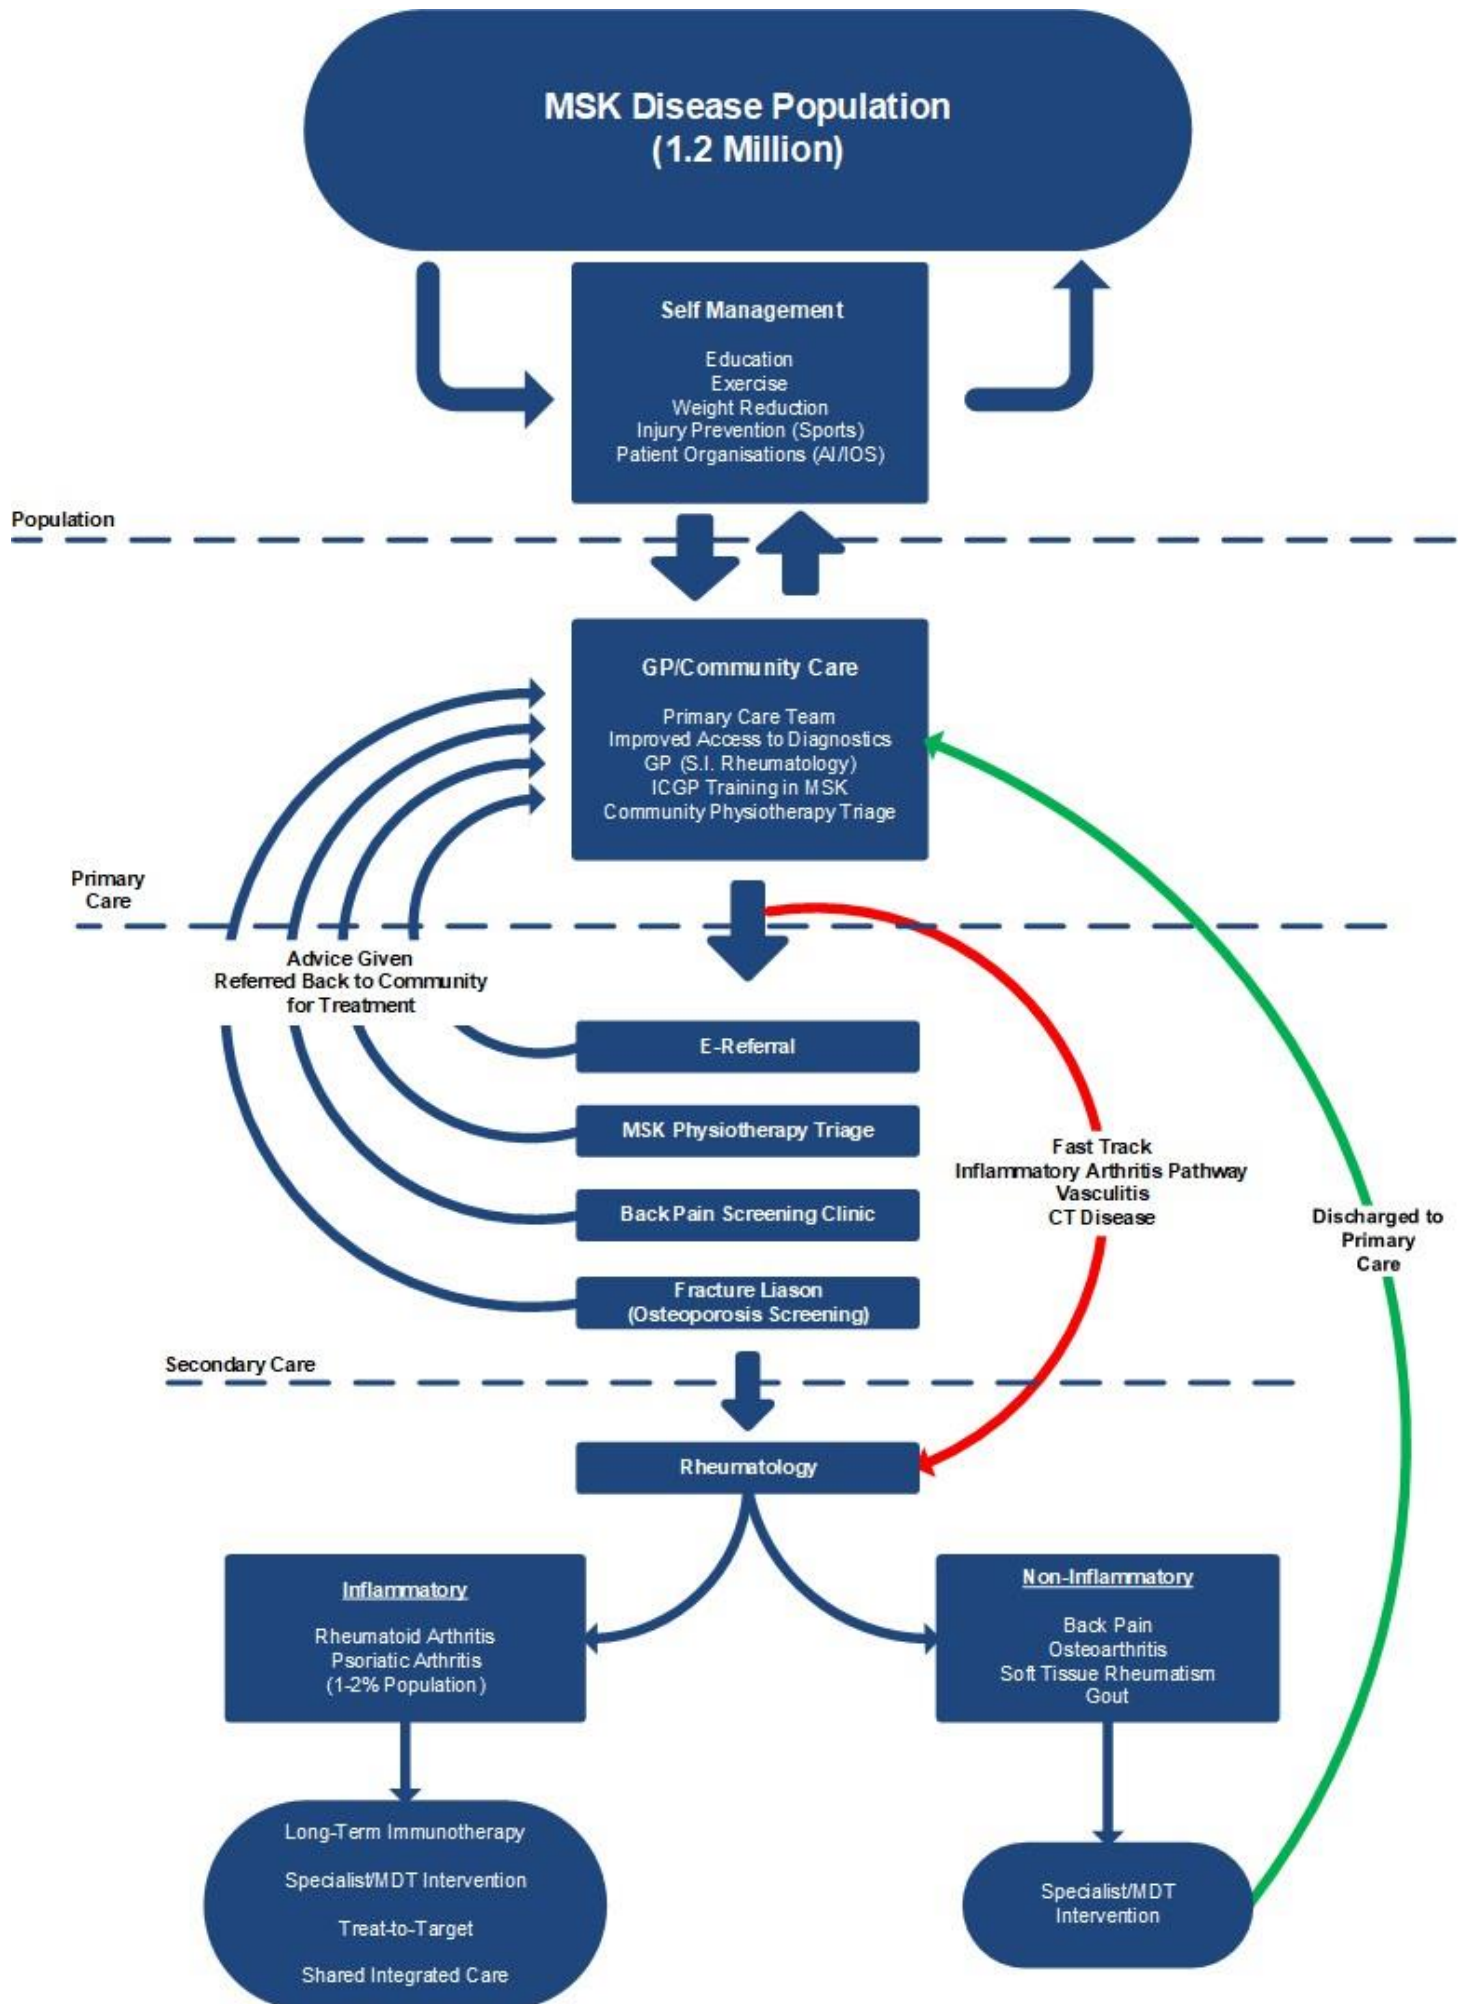 MSK Disease Population
(1.2 Million)
Self Management
Education
Exercise
Weight Reduction
Injury Prevention (Sports)
Patient Organisations (AI/IOS)
Population
GP/Community Care
Primary Care Team
Improved Access to Diagnostics
GP (S.I. Rheumatology)
ICGP Training in MSK
Community Physiotherapy Triage
Primary
Care
Advice Given
Referred Back to Community
for Treatment
E-Referral
MSK Physiotherapy Triage
Back Pain Screening Clinic
Fracture Liason
(Osteoporosis Screening)
Fast Track
Inflammatory Arthritis Pathway
Vasculitis
CT Disease
Discharged to
Primary
Care
Secondary Care
Rheumatology
Inflammatory
Rheumatoid Arthritis
Psoriatic Arthritis
(1-2% Population)
Non-Inflammatory
Back Pain
Osteoarthritis
Soft Tissue Rheumatism
Gout
Long-Term Immunotherapy
Specialist/MDT Intervention
Treat-to-Target
Shared Integrated Care
Specialist/MDT
Intervention